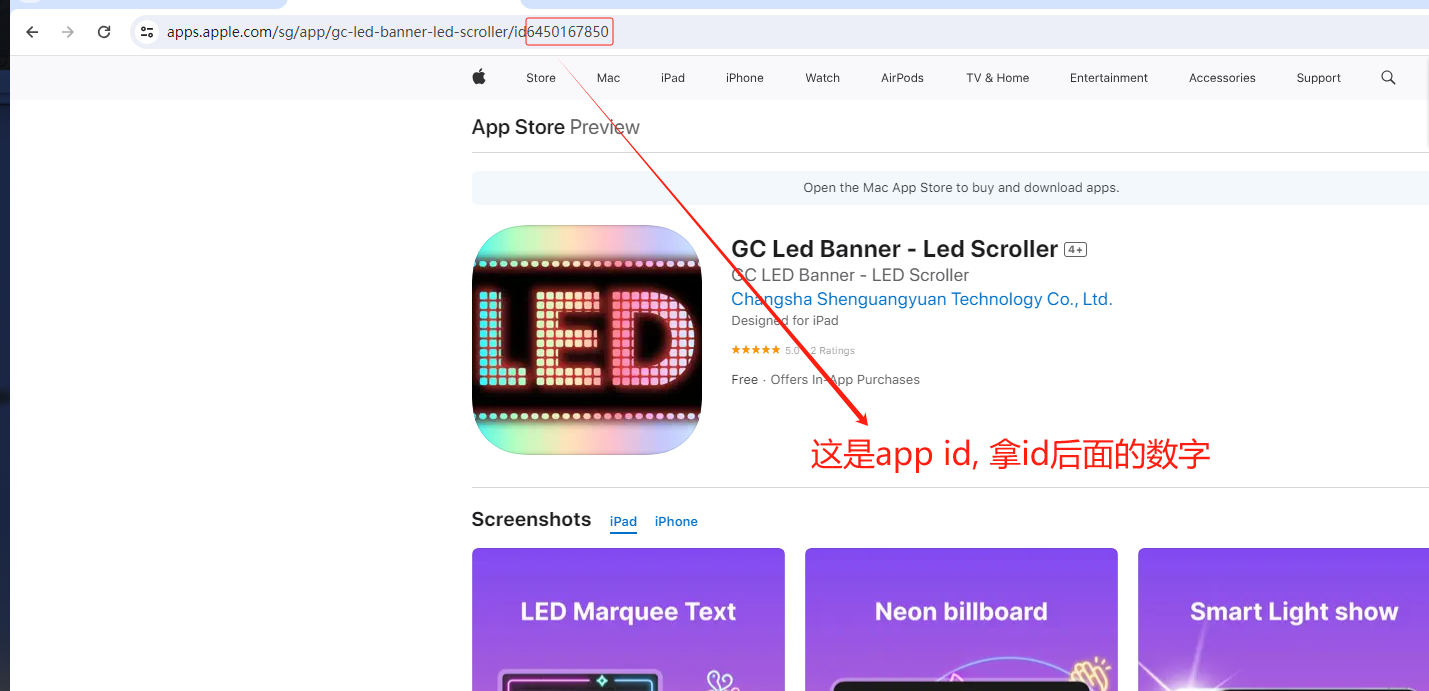 apps.apple.com/sg/app/gc-led-banner-led-scroller/id6450167850
Store Mac iPad iPhone Watch AirPods TV & Home Entertainment Accessories Support
App Store Preview
Open the Mac App Store to buy and download apps.
LED
GC Led Banner - Led Scroller 4+
GC LED Banner - LED Scroller
Changsha Shenguangyuan Technology Co., Ltd.
Designed for iPad
★★★★★ 5.0 · 2 Ratings
Free · Offers In-App Purchases
这是app id, 拿id后面的数字
Screenshots iPad iPhone
LED Marquee Text
Neon billboard
Smart Light show